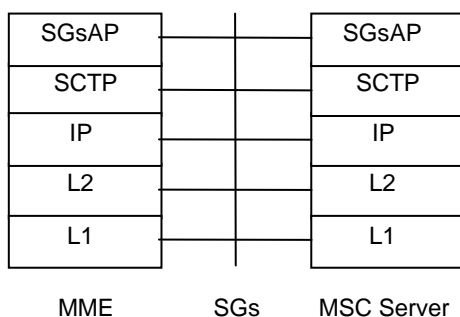 SGsAP SGsAP
SCTP SCTP
IP IP
L2 L2
L1 L1
MME SGs MSC Server